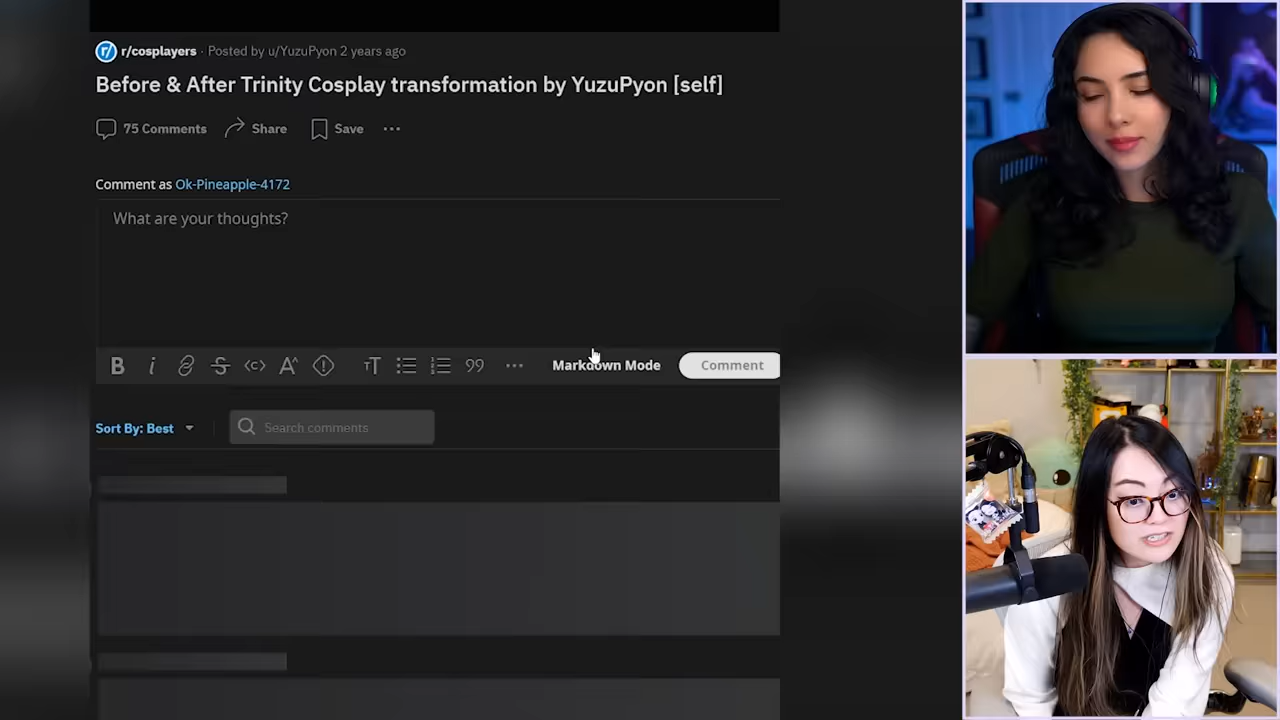 r/cosplayers · Posted by u/YuzuPyon 2 years ago
Before & After Trinity Cosplay transformation by YuzuPyon [self]
75 Comments Share Save ···
Comment as Ok-Pineapple-4172
What are your thoughts?
Markdown Mode Comment
Sort By: Best Search comments